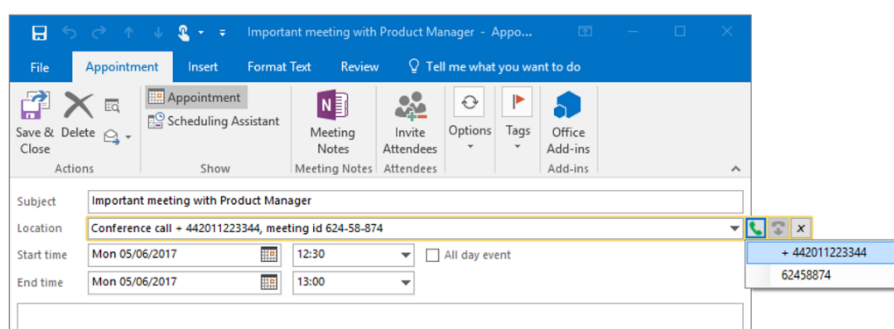 Important meeting with Product Manager - Appo...
File Appointment Insert Format Text Review Tell me what you want to do
Save & Close
Delete
Appointment
Scheduling Assistant
Meeting Notes
Invite Attendees
Options
Tags
Office Add-ins
Actions Show Meeting Notes Attendees Add-ins
Subject Important meeting with Product Manager
Location Conference call + 442011223344, meeting id 624-58-874 x
+ 442011223344
Start time Mon 05/06/2017 12:30 All day event
62458874
End time Mon 05/06/2017 13:00